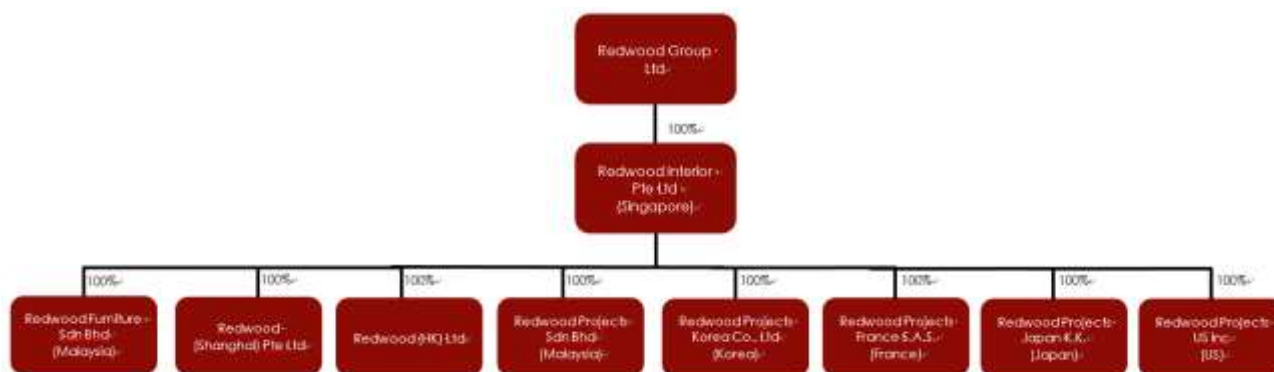 Redwood Group
Ltd
100%
Redwood Interior
Pte Ltd
(Singapore)
100%
100%
100%
100%
100%
100%
100%
100%
Redwood Furniture
Sdn Bhd
(Malaysia)
Redwood
(Shanghai) Pte Ltd
Redwood (HK) Ltd
Redwood Projects
Sdn Bhd
(Malaysia)
Redwood Projects
Korea Co., Ltd
(Korea)
Redwood Projects
France S.A.S.
(France)
Redwood Projects
Japan K.K.
(Japan)
Redwood Projects
US Inc
(US)